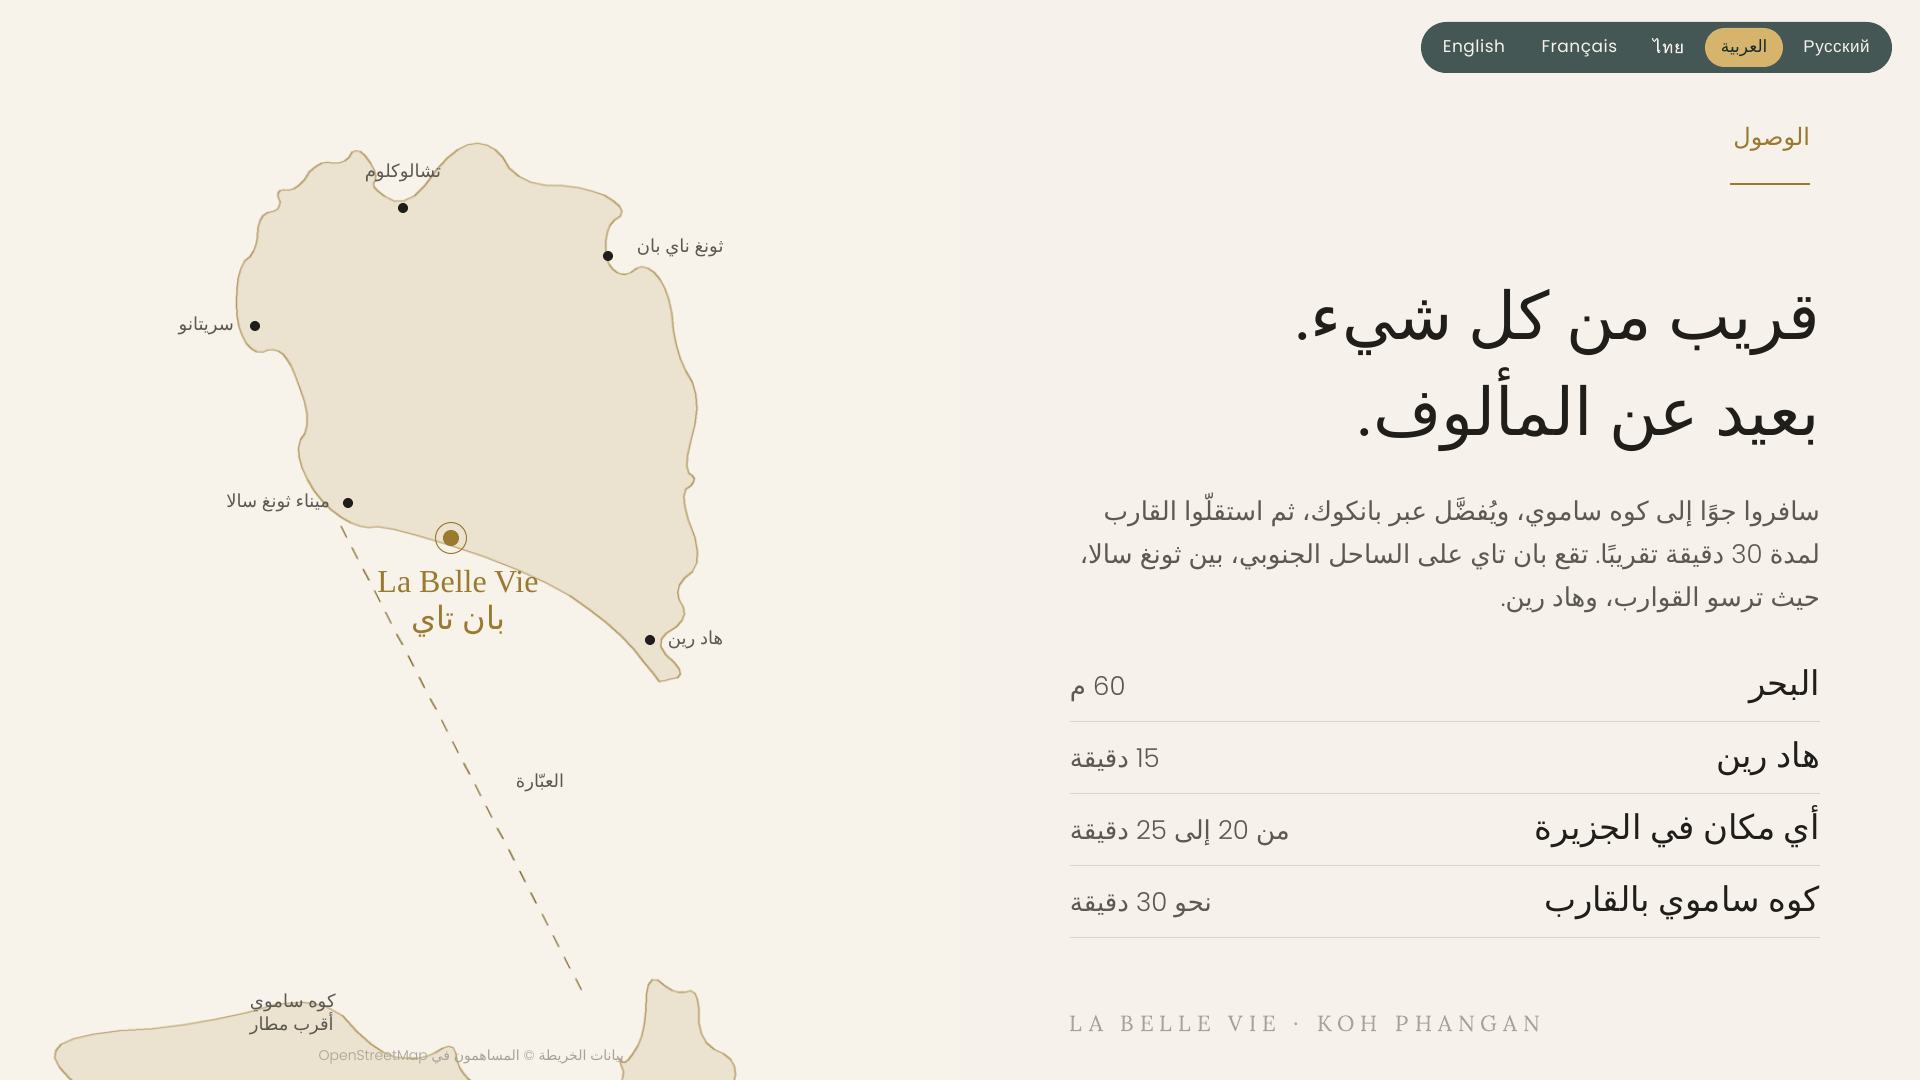 English Français ไทย العربية Русский
الوصول
قريب من كل شيء.
بعيد عن المألوف.
سافروا جوًا إلى كوه ساموي، ويُفضَّل عبر بانكوك، ثم استقلّوا القارب
لمدة 30 دقيقة تقريبًا. تقع بان تاي على الساحل الجنوبي، بين ثونغ سالا،
حيث ترسو القوارب، وهاد رين.
البحر 60 م
هاد رين 15 دقيقة
أي مكان في الجزيرة من 20 إلى 25 دقيقة
كوه ساموي بالقارب نحو 30 دقيقة
LA BELLE VIE · KOH PHANGAN
تشالوكلوم
ثونغ ناي بان
سريتانو
ميناء ثونغ سالا
La Belle Vie
بان تاي
هاد رين
العبّارة
كوه ساموي
أقرب مطار
بيانات الخريطة © المساهمون في OpenStreetMap